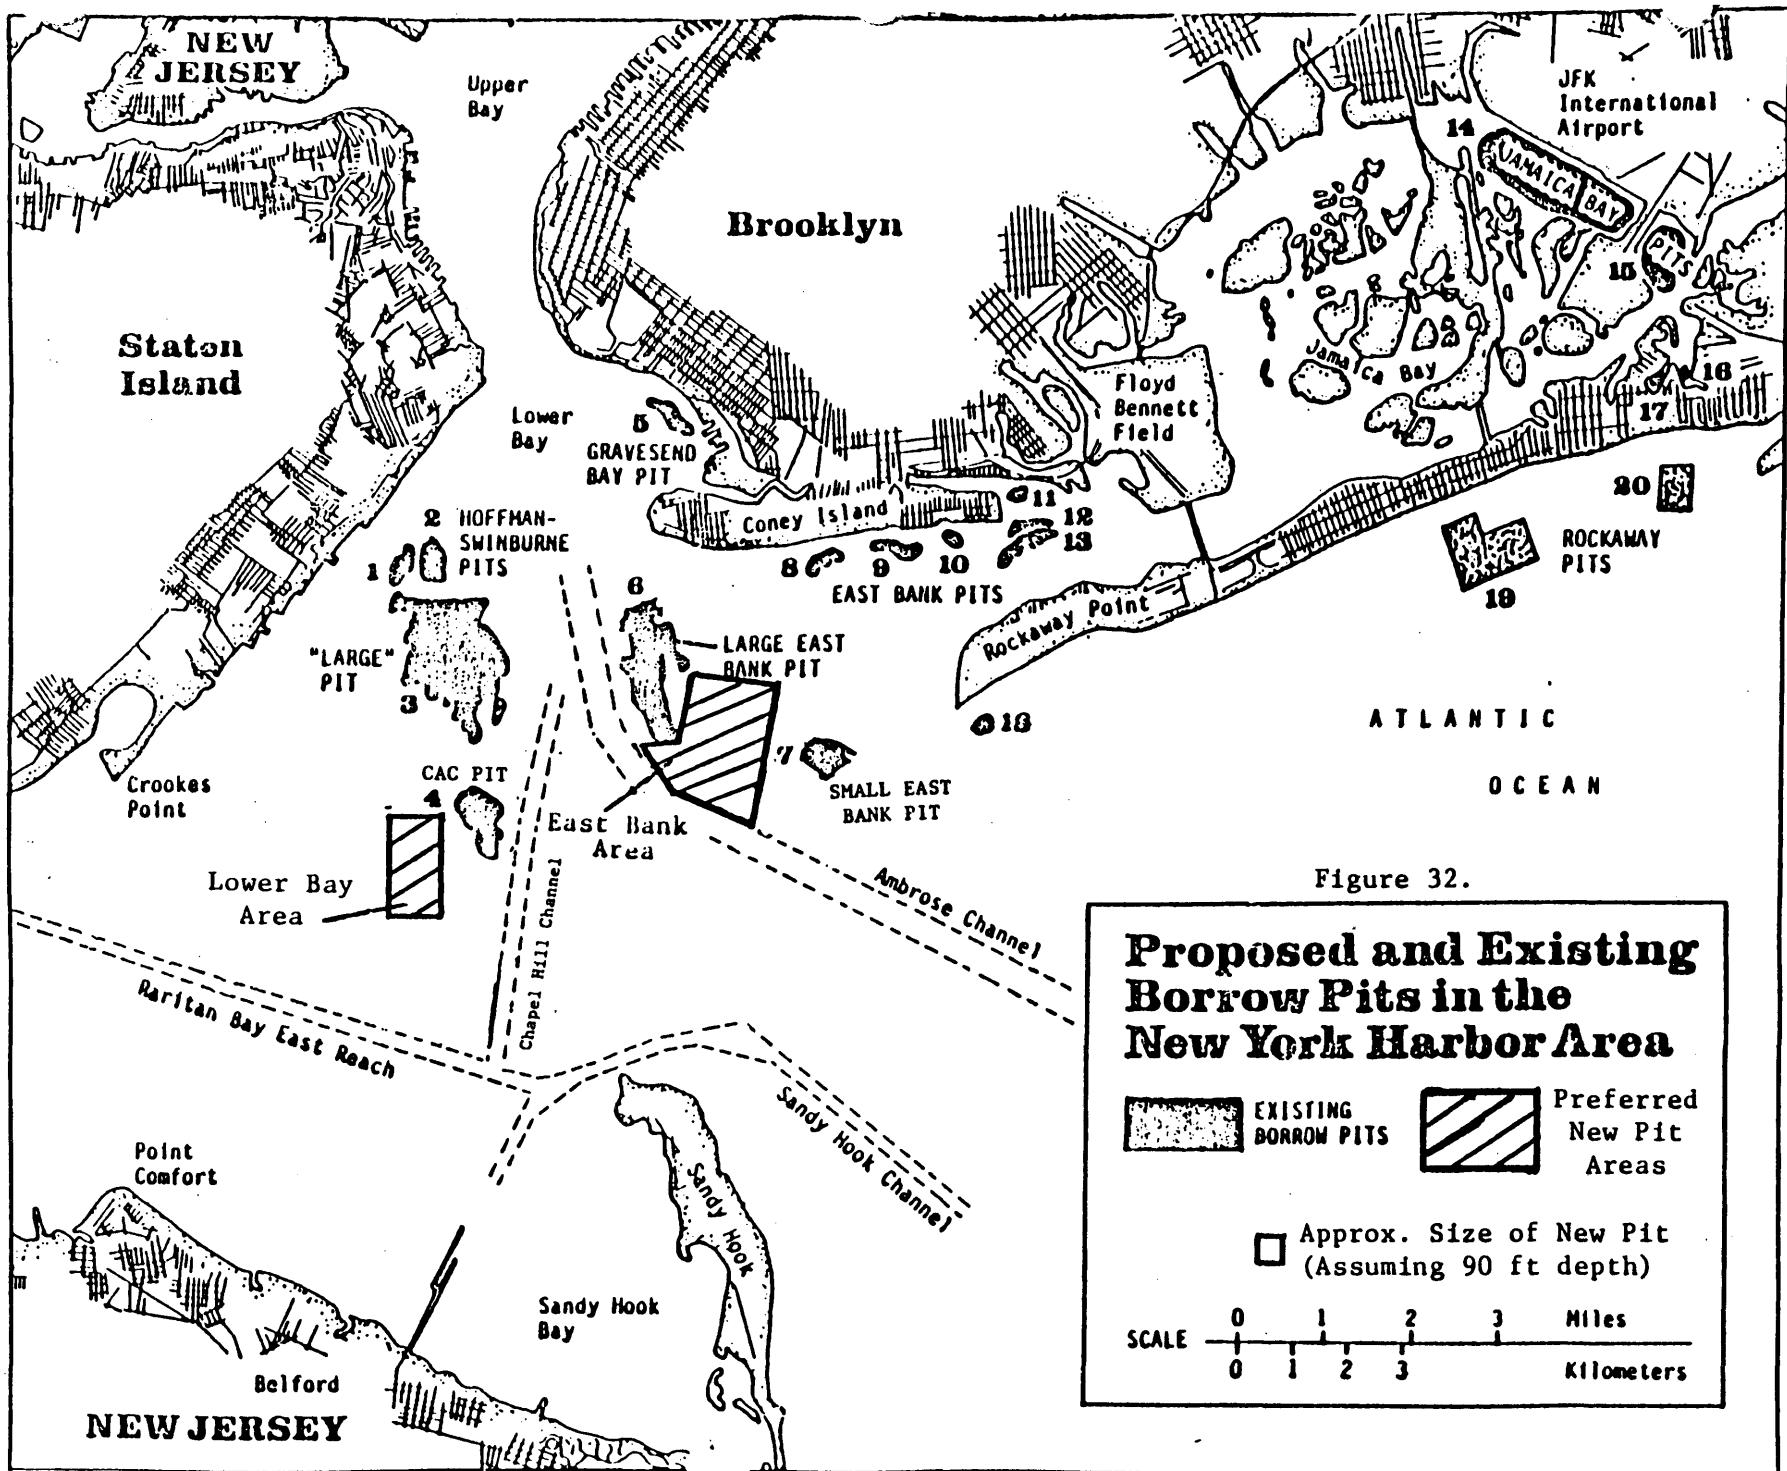 NEW
JERSEY
Upper
Bay
JFK
International
Airport
14
JAMAICA
BAY
PITS
15
Brooklyn
Staton
Island
Jamaica Bay
16
17
Floyd
Bennett
Field
Lower
Bay
5
GRAVESEND
BAY PIT
Coney Island
11
12
13
20
ROCKAWAY
PITS
19
2
HOFFMAN-
SWINBURNE
PITS
1
8
9
10
EAST BANK PITS
6
Rockaway Point
"LARGE"
PIT
3
LARGE EAST
BANK PIT
18
ATLANTIC
OCEAN
7
SMALL EAST
BANK PIT
Crookes
Point
CAC PIT
4
East Bank
Area
Lower Bay
Area
Ambrose Channel
Chapel Hill Channel
Raritan Bay East Reach
Sandy Hook Channel
Point
Comfort
Sandy Hook
Sandy Hook
Bay
Belford
NEW JERSEY
Figure 32.
Proposed and Existing
Borrow Pits in the
New York Harbor Area
EXISTING
BORROW PITS
Preferred
New Pit
Areas
Approx. Size of New Pit
(Assuming 90 ft depth)
0 1 2 3 Miles
SCALE
0 1 2 3 Kilometers